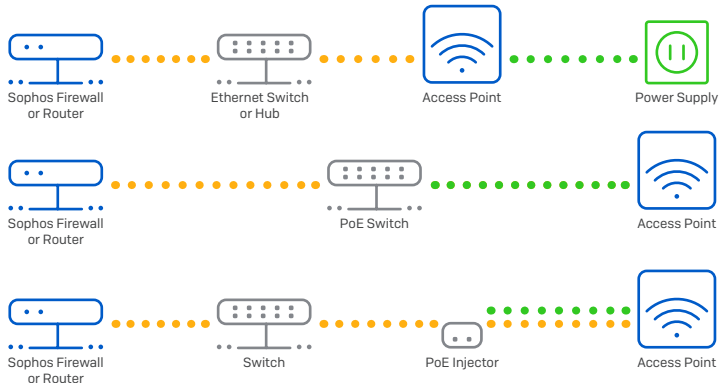 Sophos Firewall
or Router
Ethernet Switch
or Hub
Access Point
Power Supply
Sophos Firewall
or Router
PoE Switch
Access Point
Sophos Firewall
or Router
Switch
PoE Injector
Access Point